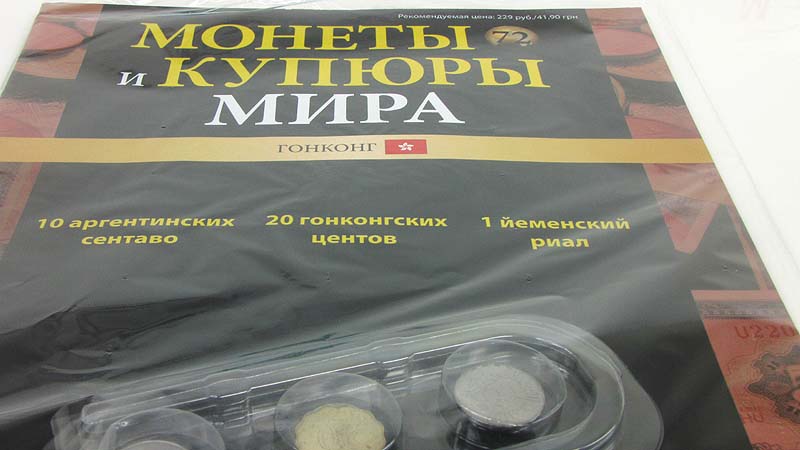 Рекомендуемая цена: 229 руб./41,90 грн
МОНЕТЫ 72
и КУПЮРЫ
МИРА
ГОНКОНГ
10 аргентинских сентаво
20 гонконгских центов
1 йеменский риал
U220